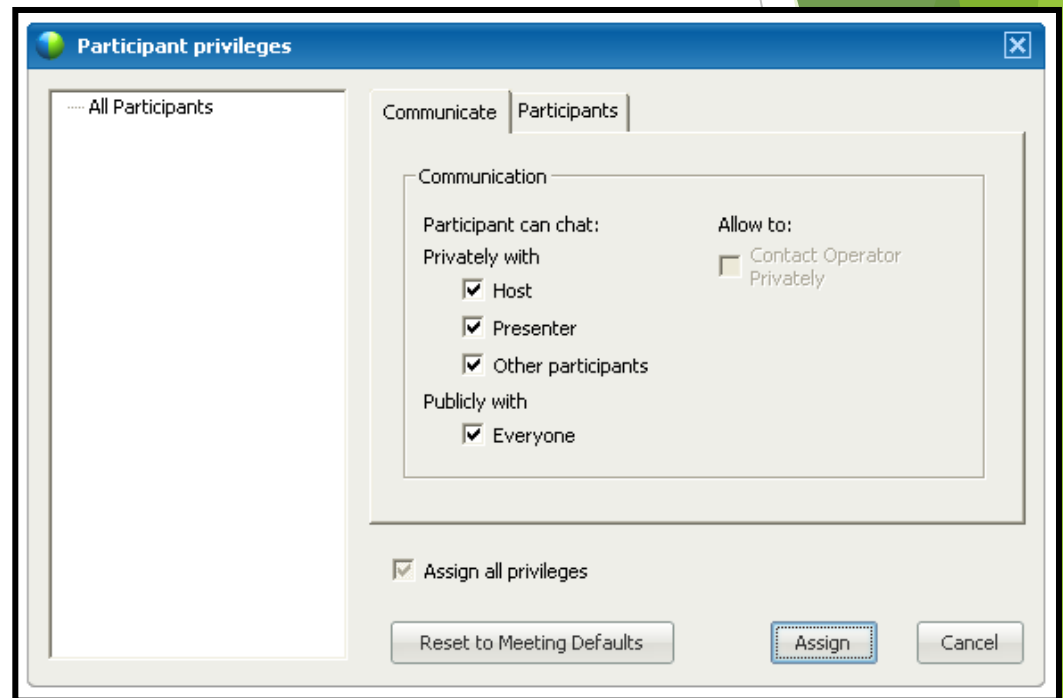 Participant privileges
All Participants
Communicate Participants
Communication
Participant can chat: Allow to:
Privately with
Contact Operator
Privately
Host
Presenter
Other participants
Publicly with
Everyone
Assign all privileges
Reset to Meeting Defaults Assign Cancel